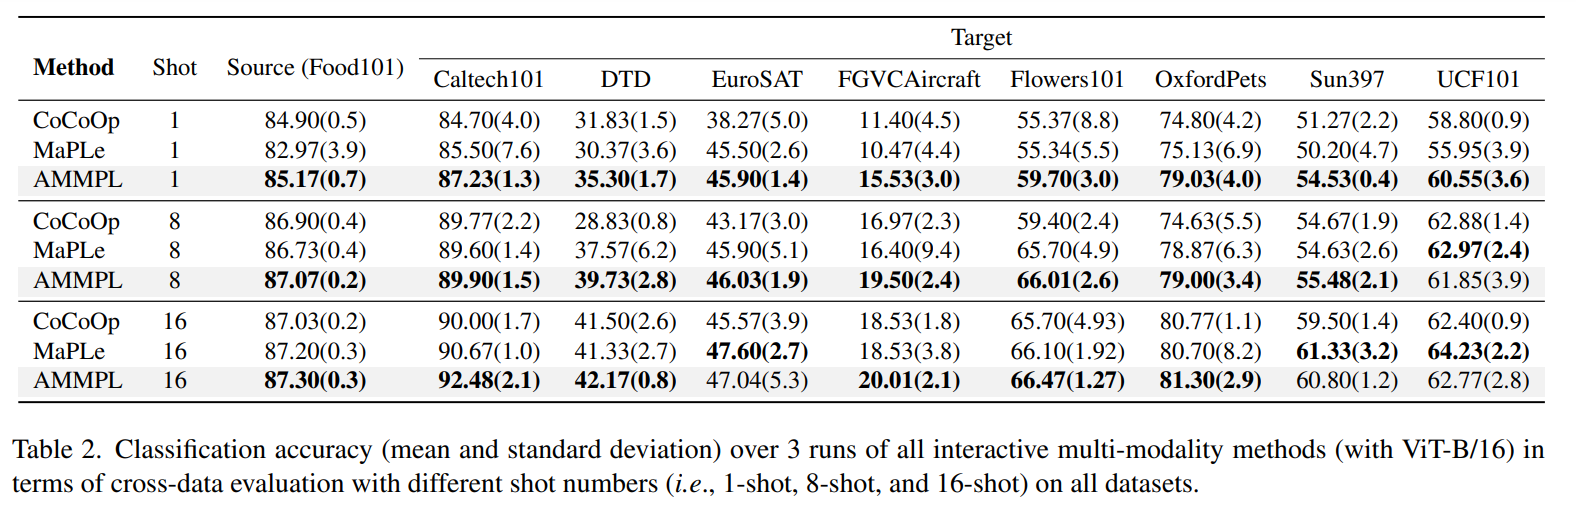 Target
Method Shot Source (Food101)
Caltech101 DTD EuroSAT FGVCAircraft Flowers101 OxfordPets Sun397 UCF101
CoCoOp 1 84.90(0.5) 84.70(4.0) 31.83(1.5) 38.27(5.0) 11.40(4.5) 55.37(8.8) 74.80(4.2) 51.27(2.2) 58.80(0.9)
MaPLe 1 82.97(3.9) 85.50(7.6) 30.37(3.6) 45.50(2.6) 10.47(4.4) 55.34(5.5) 75.13(6.9) 50.20(4.7) 55.95(3.9)
AMMPL 1 85.17(0.7) 87.23(1.3) 35.30(1.7) 45.90(1.4) 15.53(3.0) 59.70(3.0) 79.03(4.0) 54.53(0.4) 60.55(3.6)
CoCoOp 8 86.90(0.4) 89.77(2.2) 28.83(0.8) 43.17(3.0) 16.97(2.3) 59.40(2.4) 74.63(5.5) 54.67(1.9) 62.88(1.4)
MaPLe 8 86.73(0.4) 89.60(1.4) 37.57(6.2) 45.90(5.1) 16.40(9.4) 65.70(4.9) 78.87(6.3) 54.63(2.6) 62.97(2.4)
AMMPL 8 87.07(0.2) 89.90(1.5) 39.73(2.8) 46.03(1.9) 19.50(2.4) 66.01(2.6) 79.00(3.4) 55.48(2.1) 61.85(3.9)
CoCoOp 16 87.03(0.2) 90.00(1.7) 41.50(2.6) 45.57(3.9) 18.53(1.8) 65.70(4.93) 80.77(1.1) 59.50(1.4) 62.40(0.9)
MaPLe 16 87.20(0.3) 90.67(1.0) 41.33(2.7) 47.60(2.7) 18.53(3.8) 66.10(1.92) 80.70(8.2) 61.33(3.2) 64.23(2.2)
AMMPL 16 87.30(0.3) 92.48(2.1) 42.17(0.8) 47.04(5.3) 20.01(2.1) 66.47(1.27) 81.30(2.9) 60.80(1.2) 62.77(2.8)
Table 2. Classification accuracy (mean and standard deviation) over 3 runs of all interactive multi-modality methods (with ViT-B/16) in
terms of cross-data evaluation with different shot numbers (i.e., 1-shot, 8-shot, and 16-shot) on all datasets.